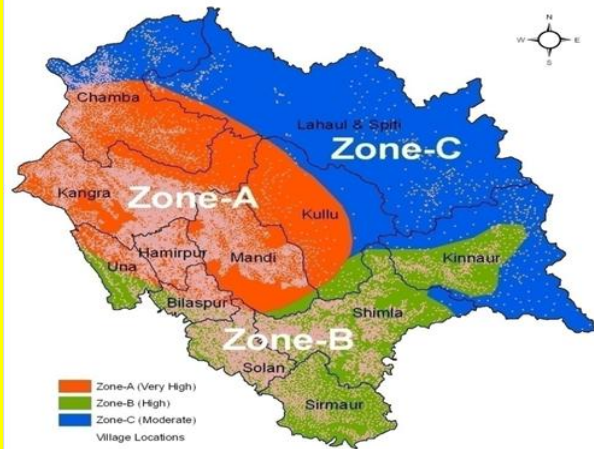 N
W E
S
Chamba
Lahaul & Spiti
Zone-C
Kangra
Zone-A
Kullu
Hamirpur
Mandi
Una
Kinnaur
Bilaspur
Shimla
Zone-B
Solan
Sirmaur
Zone-A (Very High)
Zone-B (High)
Zone-C (Moderate)
Village Locations